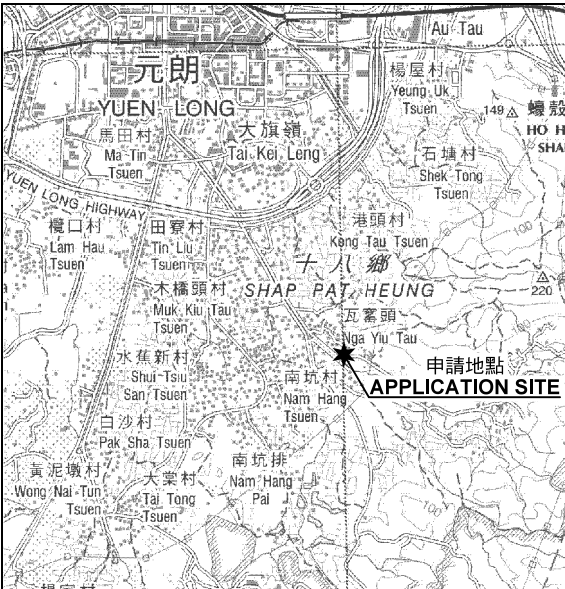 Au Tau
元朗
YUEN LONG
楊屋村
Yeung Uk
Tsuen
149
蠔殼
HO H
SHA
馬田村
Ma Tin
Tsuen
大旗嶺
Tai Kei Leng
石塘村
Shek Tong
Tsuen
YUEN LONG HIGHWAY
欖口村
Lam Hau
Tsuen
田寮村
Tin Liu
Tsuen
港頭村
Kong Tau Tsuen
100
十八鄉
SHAP PAT HEUNG
220
木橋頭村
Muk Kiu Tau
Tsuen
瓦窰頭
Nga Yiu Tau
水蕉新村
Shui Tsiu
San Tsuen
申請地點
APPLICATION SITE
南坑村
Nam Hang
Tsuen
白沙村
Pak Sha Tsuen
黃泥墩村
Wong Nai Tun
Tsuen
大棠村
Tai Tong
Tsuen
南坑排
Nam Hang
Pai
100